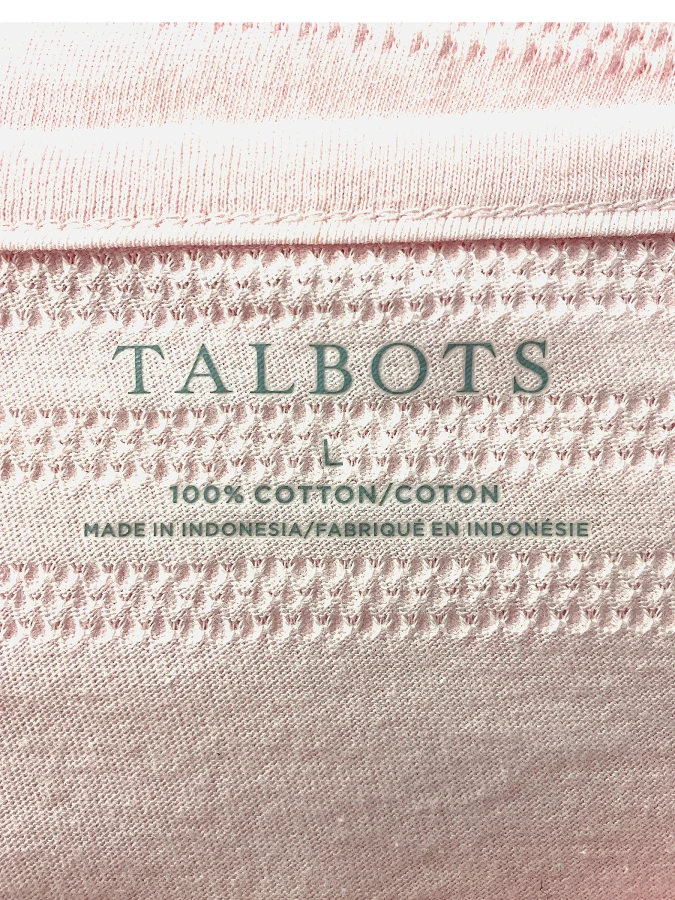 TALBOTS
L
100% COTTON/COTON
MADE IN INDONESIA/FABRIQUÉ EN INDONÉSIE